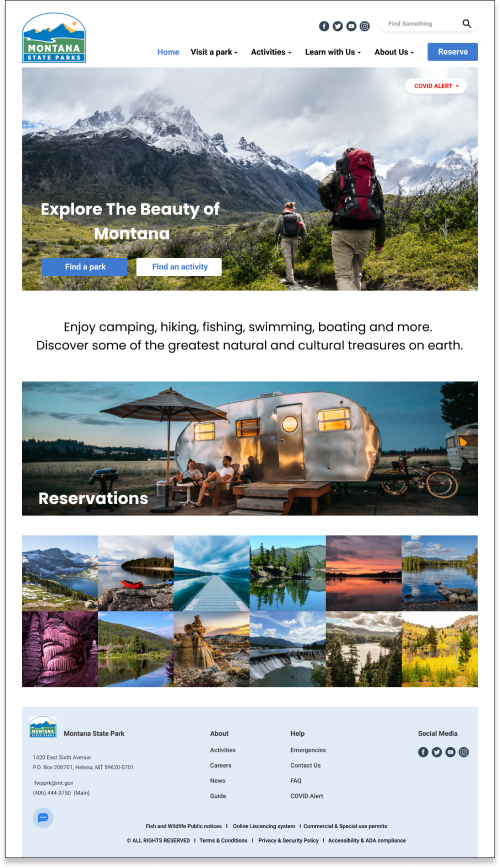 MONTANA
STATE PARKS
Find Something
Home Visit a park Activities Learn with Us About Us Reserve
COVID ALERT
Explore The Beauty of
Montana
Find a park Find an activity
Enjoy camping, hiking, fishing, swimming, boating and more.
Discover some of the greatest natural and cultural treasures on earth.
Reservations
MONTANA
STATE PARKS
Montana State Park
1420 East Sixth Avenue
P.O. Box 200701, Helena, MT 59620-0701
fwpprk@mt.gov
(406) 444-3750 (Main)
About
Activities
Careers
News
Guide
Help
Emergencies
Contact Us
FAQ
COVID Alert
Social Media
Fish and Wildlife Public notices I Online Liscencing system I Commercial & Special use permits
© ALL RIGHTS RESERVED I Terms & Conditions I Privacy & Security Policy I Accessibility & ADA compliance